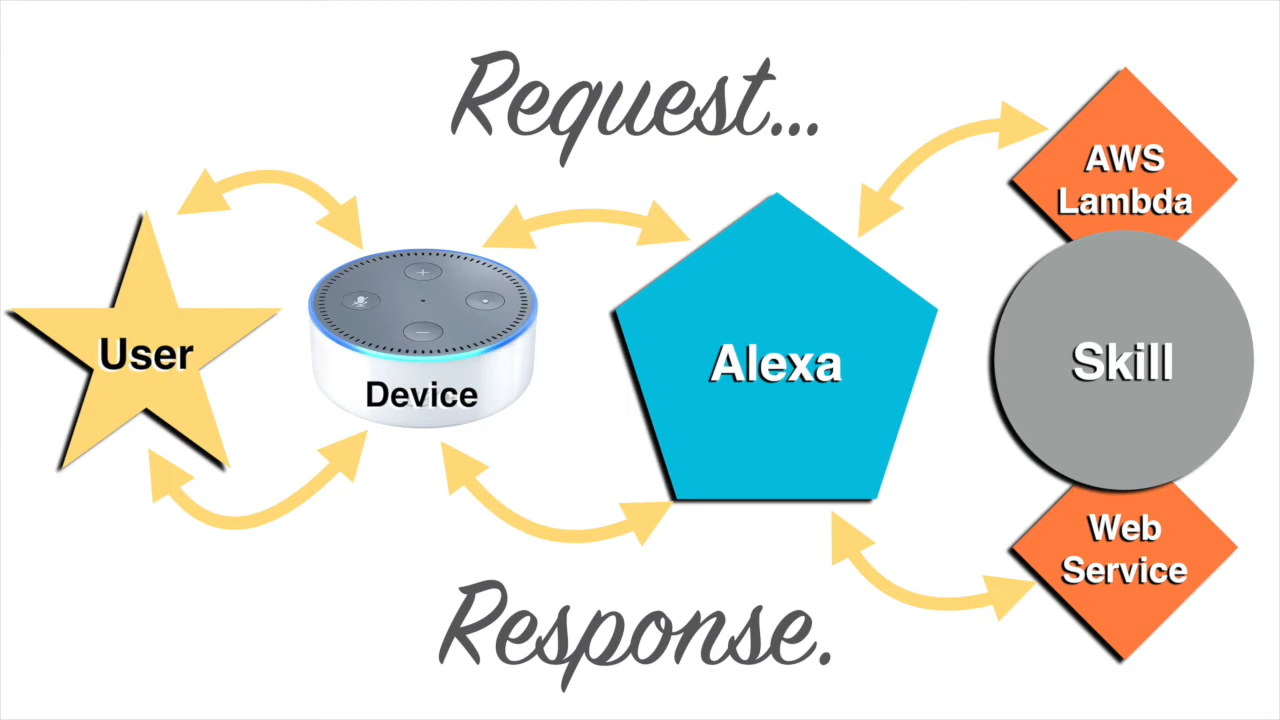 Request...
AWS
Lambda
User
Device
Alexa
Skill
Web
Service
Response.